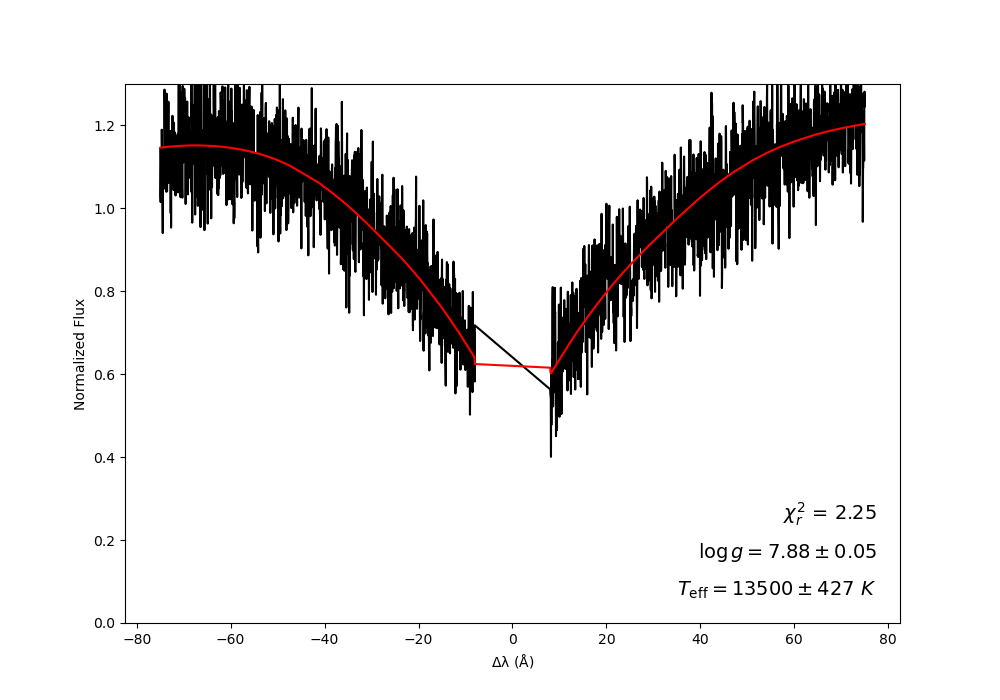 1.2
1.0
0.8
0.6
0.4
0.2
0.0
Normalized Flux
χ²ᵣ = 2.25
log g = 7.88 ± 0.05
T_eff = 13500 ± 427 K
−80 −60 −40 −20 0 20 40 60 80
Δλ (Å)